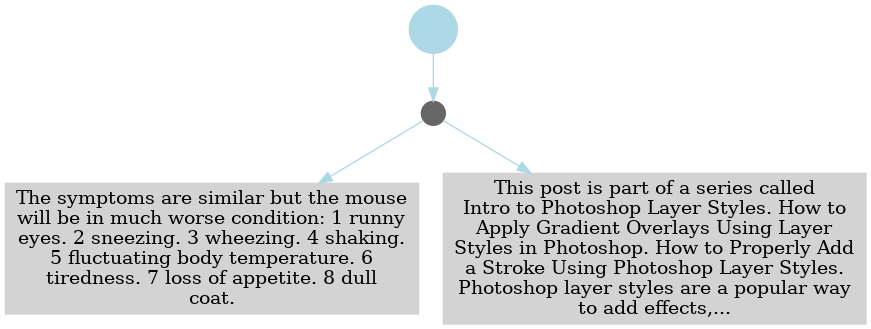 The symptoms are similar but the mouse
will be in much worse condition: 1 runny
eyes. 2 sneezing. 3 wheezing. 4 shaking.
5 fluctuating body temperature. 6
tiredness. 7 loss of appetite. 8 dull
coat.
This post is part of a series called
Intro to Photoshop Layer Styles. How to
Apply Gradient Overlays Using Layer
Styles in Photoshop. How to Properly Add
a Stroke Using Photoshop Layer Styles.
Photoshop layer styles are a popular way
to add effects,...